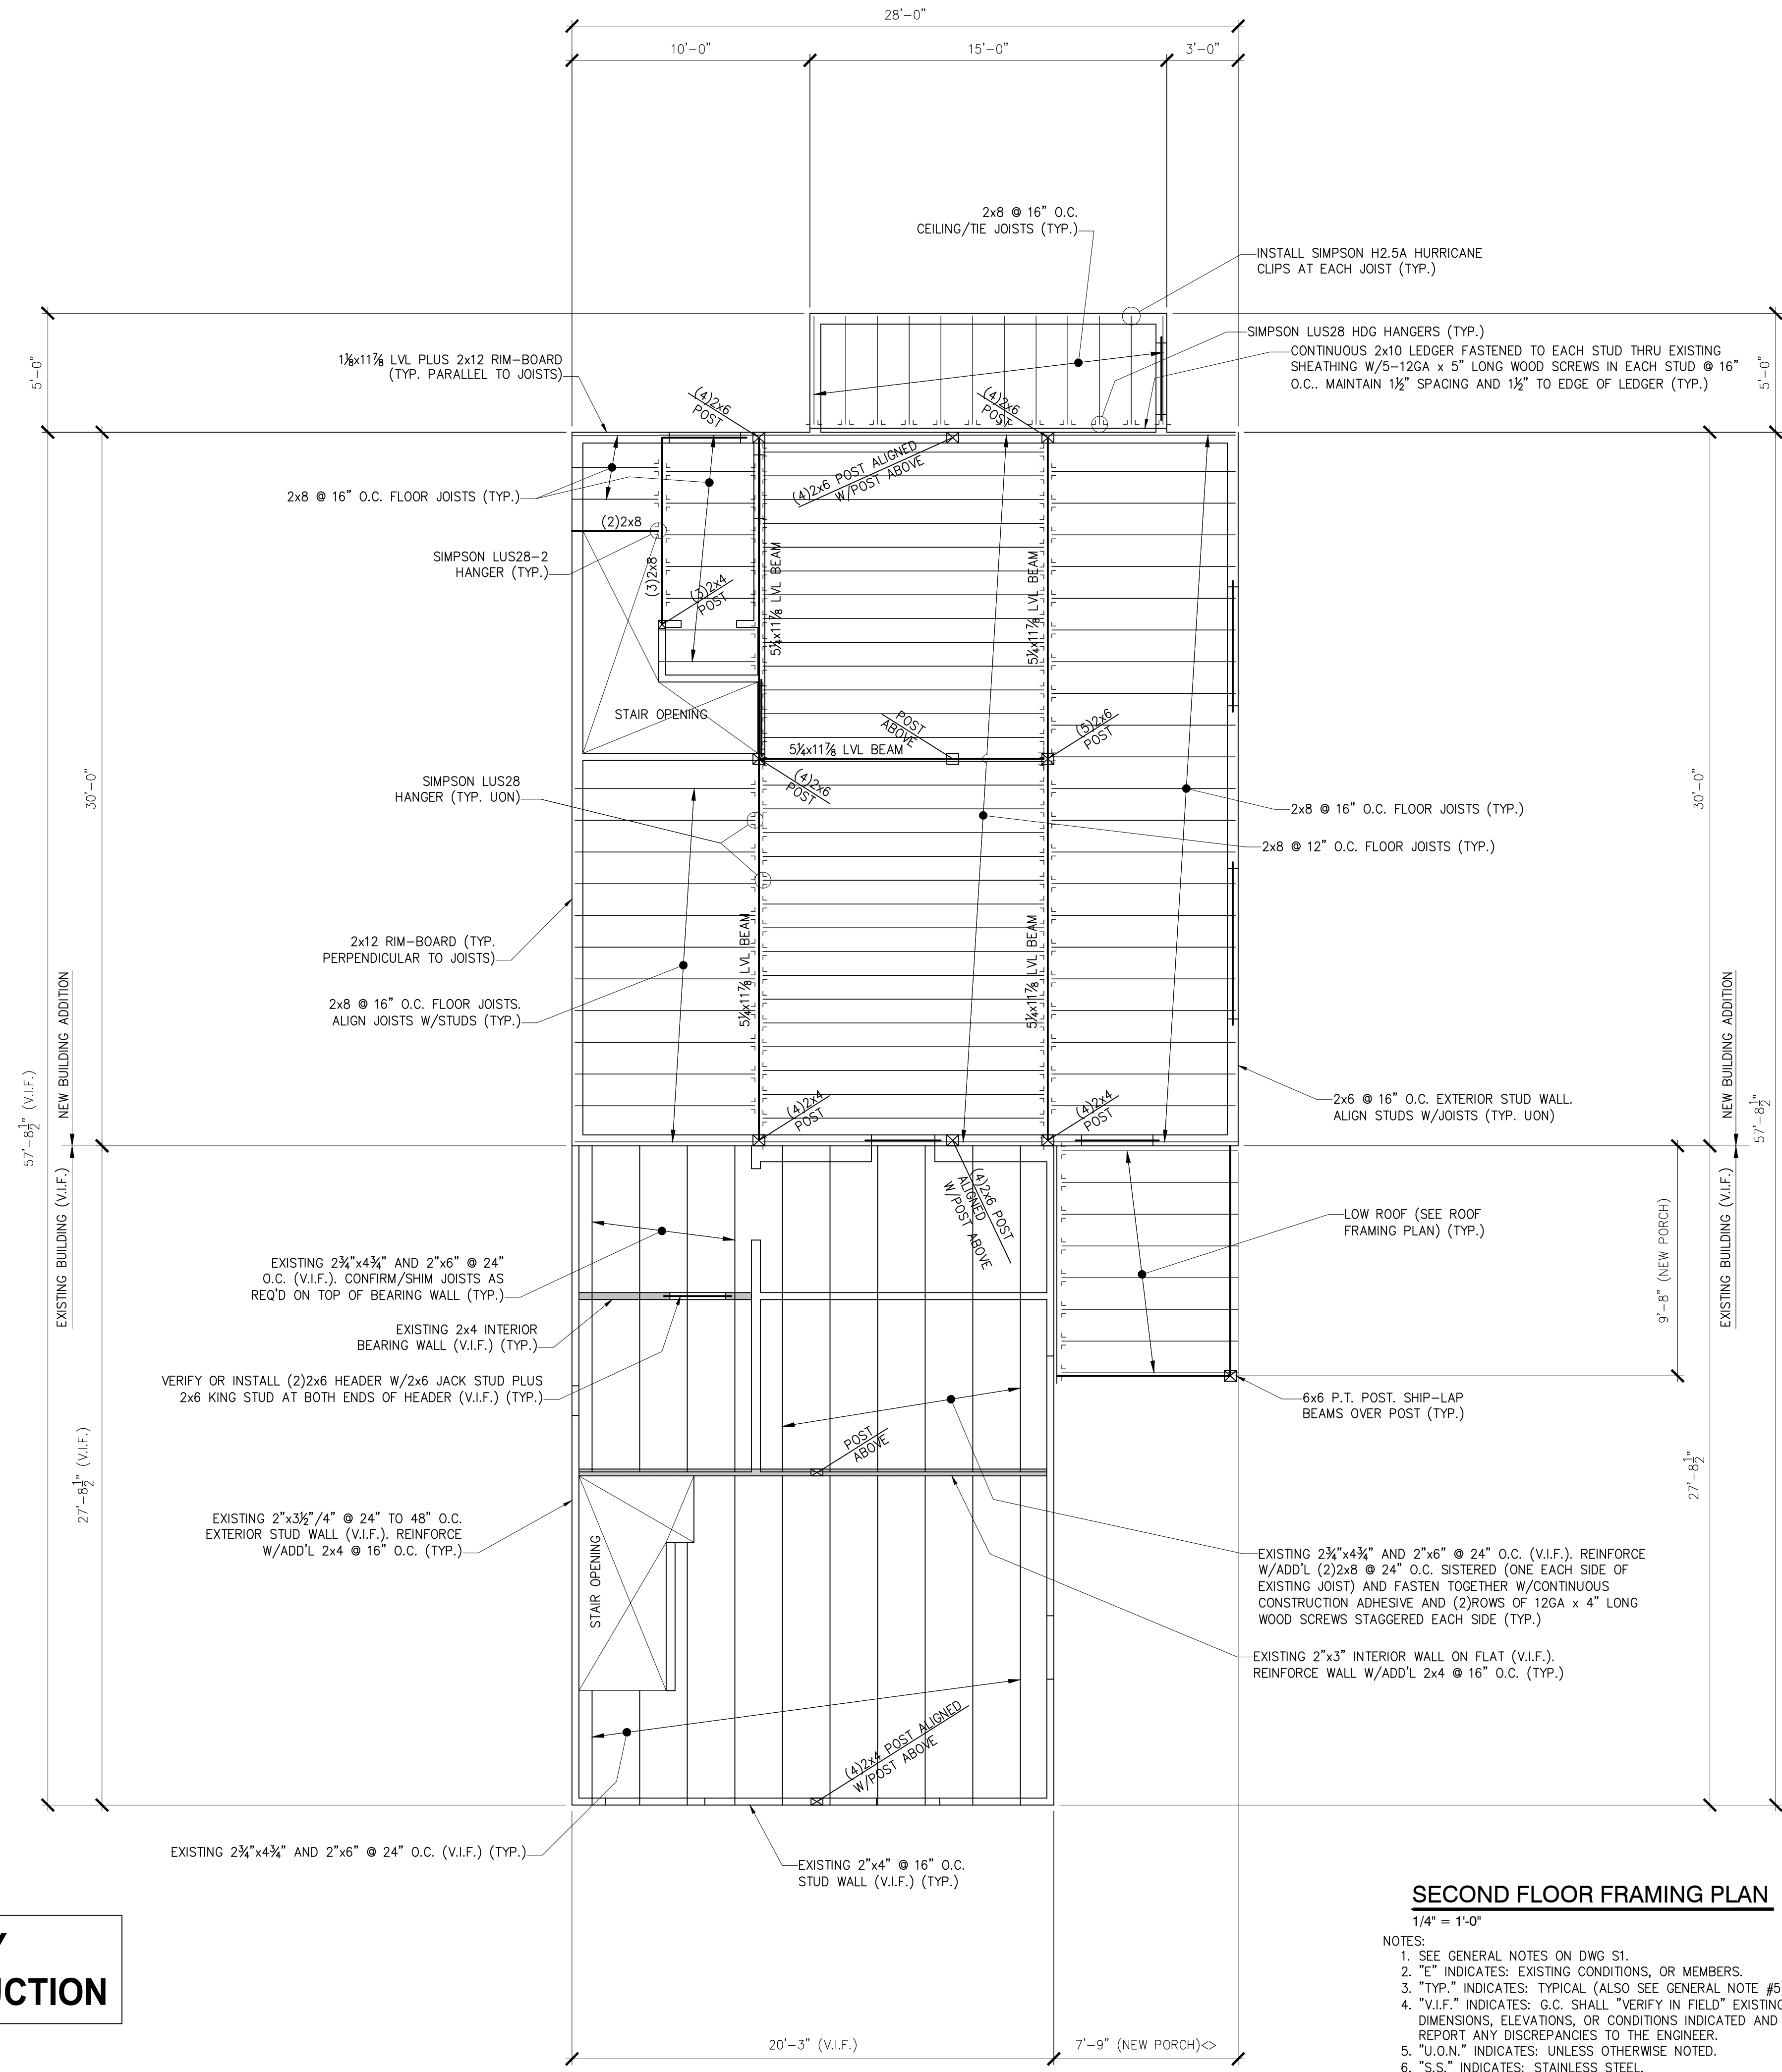 28'-0"
10'-0"
15'-0"
3'-0"
2x8 @ 16" O.C.
CEILING/TIE JOISTS (TYP.)
INSTALL SIMPSON H2.5A HURRICANE
CLIPS AT EACH JOIST (TYP.)
SIMPSON LUS28 HDG HANGERS (TYP.)
CONTINUOUS 2x10 LEDGER FASTENED TO EACH STUD THRU EXISTING
SHEATHING W/5-12GA x 5" LONG WOOD SCREWS IN EACH STUD @ 16"
O.C.. MAINTAIN 1½" SPACING AND 1½" TO EDGE OF LEDGER (TYP.)
1⅛x11⅞ LVL PLUS 2x12 RIM-BOARD
(TYP. PARALLEL TO JOISTS)
5'-0"
5'-0"
(4)2x6
POST
(4)2x6
POST
(4)2x6 POST ALIGNED
W/POST ABOVE
2x8 @ 16" O.C. FLOOR JOISTS (TYP.)
(2)2x8
SIMPSON LUS28-2
HANGER (TYP.)
(3)2x8
(3)2x4
POST
5¼x11⅞ LVL BEAM
5¼x11⅞ LVL BEAM
STAIR OPENING
POST
ABOVE
(5)2x6
POST
5¼x11⅞ LVL BEAM
(4)2x6
POST
SIMPSON LUS28
HANGER (TYP. UON)
30'-0"
30'-0"
2x8 @ 16" O.C. FLOOR JOISTS (TYP.)
2x8 @ 12" O.C. FLOOR JOISTS (TYP.)
2x12 RIM-BOARD (TYP.
PERPENDICULAR TO JOISTS)
5¼x11⅞ LVL BEAM
5¼x11⅞ LVL BEAM
2x8 @ 16" O.C. FLOOR JOISTS.
ALIGN JOISTS W/STUDS (TYP.)
NEW BUILDING ADDITION
NEW BUILDING ADDITION
57'-8½" (V.I.F.)
57'-8½"
2x6 @ 16" O.C. EXTERIOR STUD WALL.
ALIGN STUDS W/JOISTS (TYP. UON)
(4)2x4
POST
(4)2x4
POST
(4)2x6 POST
ALIGNED
W/POST ABOVE
EXISTING BUILDING (V.I.F.)
EXISTING BUILDING (V.I.F.)
LOW ROOF (SEE ROOF
FRAMING PLAN) (TYP.)
9'-8" (NEW PORCH)
EXISTING 2¾"x4¾" AND 2"x6" @ 24"
O.C. (V.I.F.). CONFIRM/SHIM JOISTS AS
REQ'D ON TOP OF BEARING WALL (TYP.)
EXISTING 2x4 INTERIOR
BEARING WALL (V.I.F.) (TYP.)
VERIFY OR INSTALL (2)2x6 HEADER W/2x6 JACK STUD PLUS
2x6 KING STUD AT BOTH ENDS OF HEADER (V.I.F.) (TYP.)
6x6 P.T. POST. SHIP-LAP
BEAMS OVER POST (TYP.)
POST
ABOVE
27'-8½" (V.I.F.)
27'-8½"
EXISTING 2"x3½"/4" @ 24" TO 48" O.C.
EXTERIOR STUD WALL (V.I.F.). REINFORCE
W/ADD'L 2x4 @ 16" O.C. (TYP.)
STAIR OPENING
EXISTING 2¾"x4¾" AND 2"x6" @ 24" O.C. (V.I.F.). REINFORCE
W/ADD'L (2)2x8 @ 24" O.C. SISTERED (ONE EACH SIDE OF
EXISTING JOIST) AND FASTEN TOGETHER W/CONTINUOUS
CONSTRUCTION ADHESIVE AND (2)ROWS OF 12GA x 4" LONG
WOOD SCREWS STAGGERED EACH SIDE (TYP.)
EXISTING 2"x3" INTERIOR WALL ON FLAT (V.I.F.).
REINFORCE WALL W/ADD'L 2x4 @ 16" O.C. (TYP.)
(4)2x4 POST ALIGNED
W/POST ABOVE
EXISTING 2¾"x4¾" AND 2"x6" @ 24" O.C. (V.I.F.) (TYP.)
EXISTING 2"x4" @ 16" O.C.
STUD WALL (V.I.F.) (TYP.)
20'-3" (V.I.F.)
7'-9" (NEW PORCH)<>
UCTION
SECOND FLOOR FRAMING PLAN
1/4" = 1'-0"
NOTES:
1. SEE GENERAL NOTES ON DWG S1.
2. "E" INDICATES: EXISTING CONDITIONS, OR MEMBERS.
3. "TYP." INDICATES: TYPICAL (ALSO SEE GENERAL NOTE #5
4. "V.I.F." INDICATES: G.C. SHALL "VERIFY IN FIELD" EXISTING
DIMENSIONS, ELEVATIONS, OR CONDITIONS INDICATED AND
REPORT ANY DISCREPANCIES TO THE ENGINEER.
5. "U.O.N." INDICATES: UNLESS OTHERWISE NOTED.
6. "S.S." INDICATES: STAINLESS STEEL.